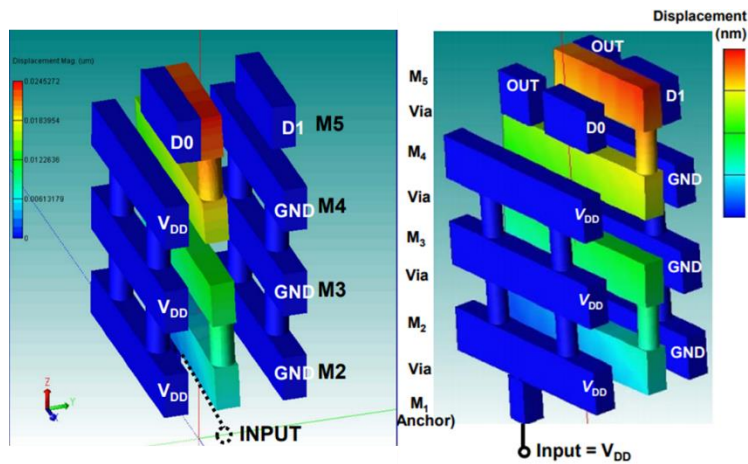 Displacement Mag. (um)
0.0245272
0.0183954
0.0122636
0.00613179
0
D0
D1
M5
VDD
GND
M4
VDD
GND
M3
VDD
GND
M2
INPUT
Z
Y
X
Displacement
(nm)
OUT
M5
OUT
D1
Via
D0
M4
GND
Via
VDD
M3
Via
VDD
GND
M2
Via
VDD
GND
M1
Anchor)
Input = VDD